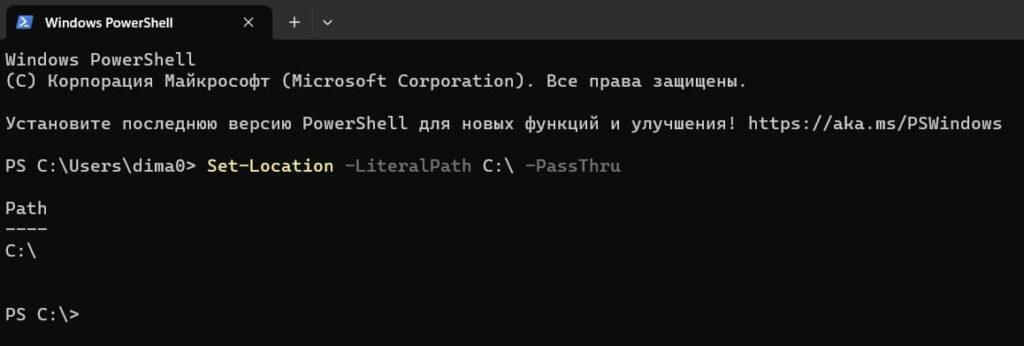 Windows PowerShell
Windows PowerShell
(C) Корпорация Майкрософт (Microsoft Corporation). Все права защищены.
Установите последнюю версию PowerShell для новых функций и улучшения! https://aka.ms/PSWindows
PS C:\Users\dima0> Set-Location -LiteralPath C:\ -PassThru
Path
----
C:\
PS C:\>